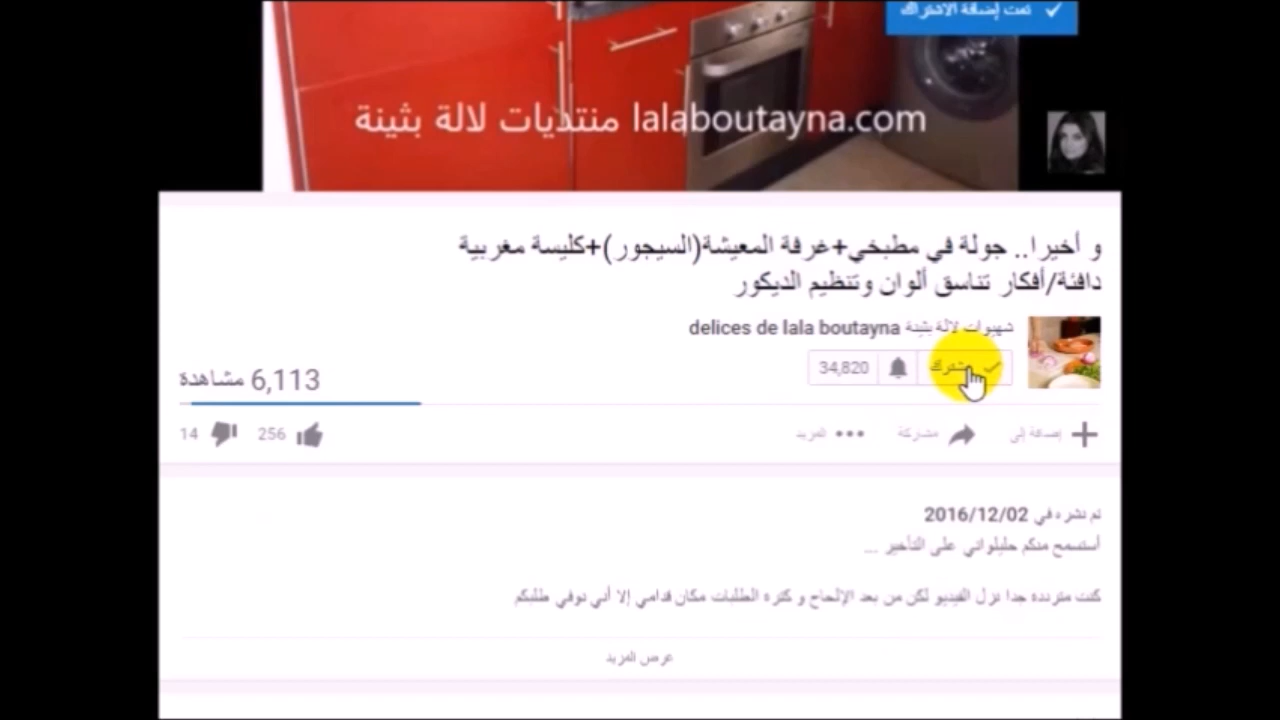 تمت إضافة الاشتراك
منتديات لالة بثينة lalaboutayna.com
و أخيرا.. جولة في مطبخي+غرفة المعيشة(السيجور)+كليسة مغربية
دافئة/أفكار تناسق ألوان وتنظيم الديكور
شهيوات لالة بثينة delices de lala boutayna
مشترك 34,820
6,113 مشاهدة
إضافة إلى مشاركة المزيد 256 14
تم نشره في 2016/12/02
أستسمح منكم حليلواتي على التأخير ...
كنت مترددة جدا نزل الفيديو لكن من بعد الإلحاح و كثرة الطلبات مكان قدامي إلا أني نوفي طلبكم
عرض المزيد